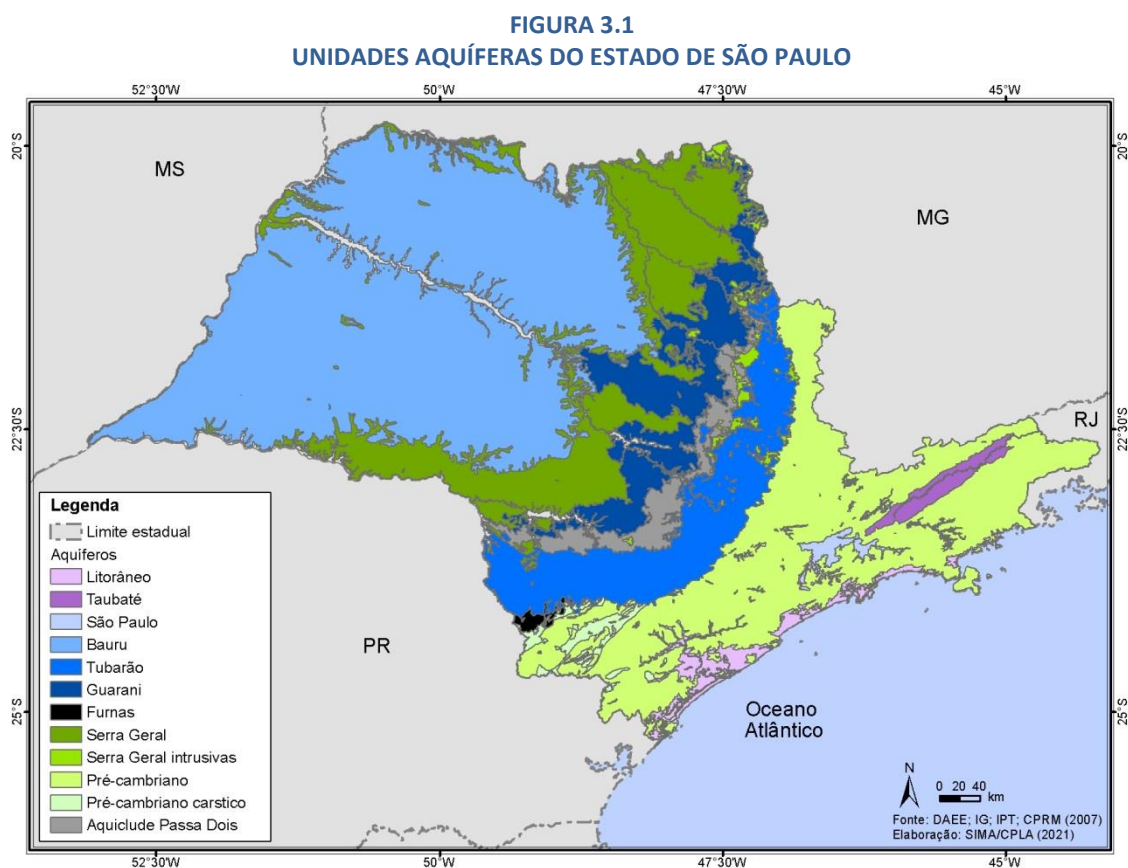 FIGURA 3.1
UNIDADES AQUÍFERAS DO ESTADO DE SÃO PAULO
52°30'W
50°W
47°30'W
45°W
20°S
20°S
MS
MG
22°30'S
22°30'S
RJ
PR
Oceano
Atlântico
25°S
25°S
Legenda
Limite estadual
Aquíferos
Litorâneo
Taubaté
São Paulo
Bauru
Tubarão
Guarani
Furnas
Serra Geral
Serra Geral intrusivas
Pré-cambriano
Pré-cambriano carstico
Aquiclude Passa Dois
N
0 20 40
km
Fonte: DAEE; IG; IPT; CPRM (2007)
Elaboração: SIMA/CPLA (2021)
52°30'W
50°W
47°30'W
45°W